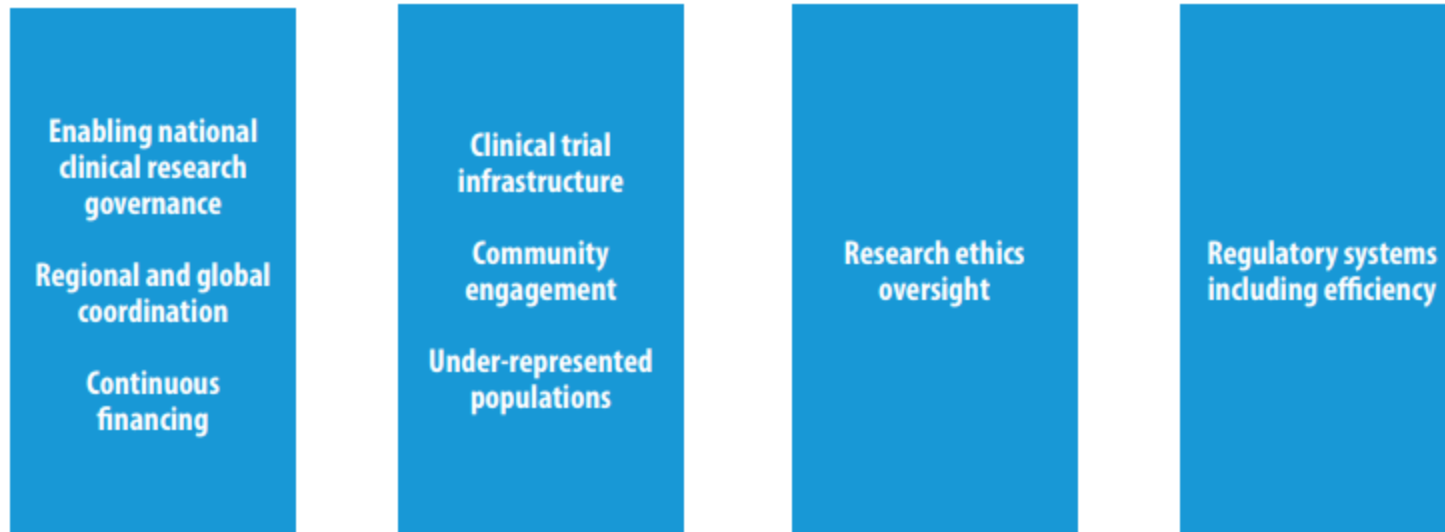 Enabling national
clinical research
governance
Regional and global
coordination
Continuous
financing
Clinical trial
infrastructure
Community
engagement
Under-represented
populations
Research ethics
oversight
Regulatory systems
including efficiency